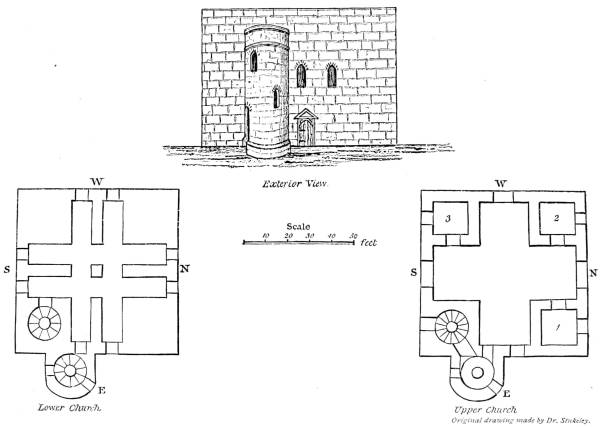 Exterior View.
Scale
10 20 30 40 50 feet
W
S
N
E
Lower Church.
W
3
2
S
N
1
E
Upper Church
Original drawing made by Dr. Stukeley.